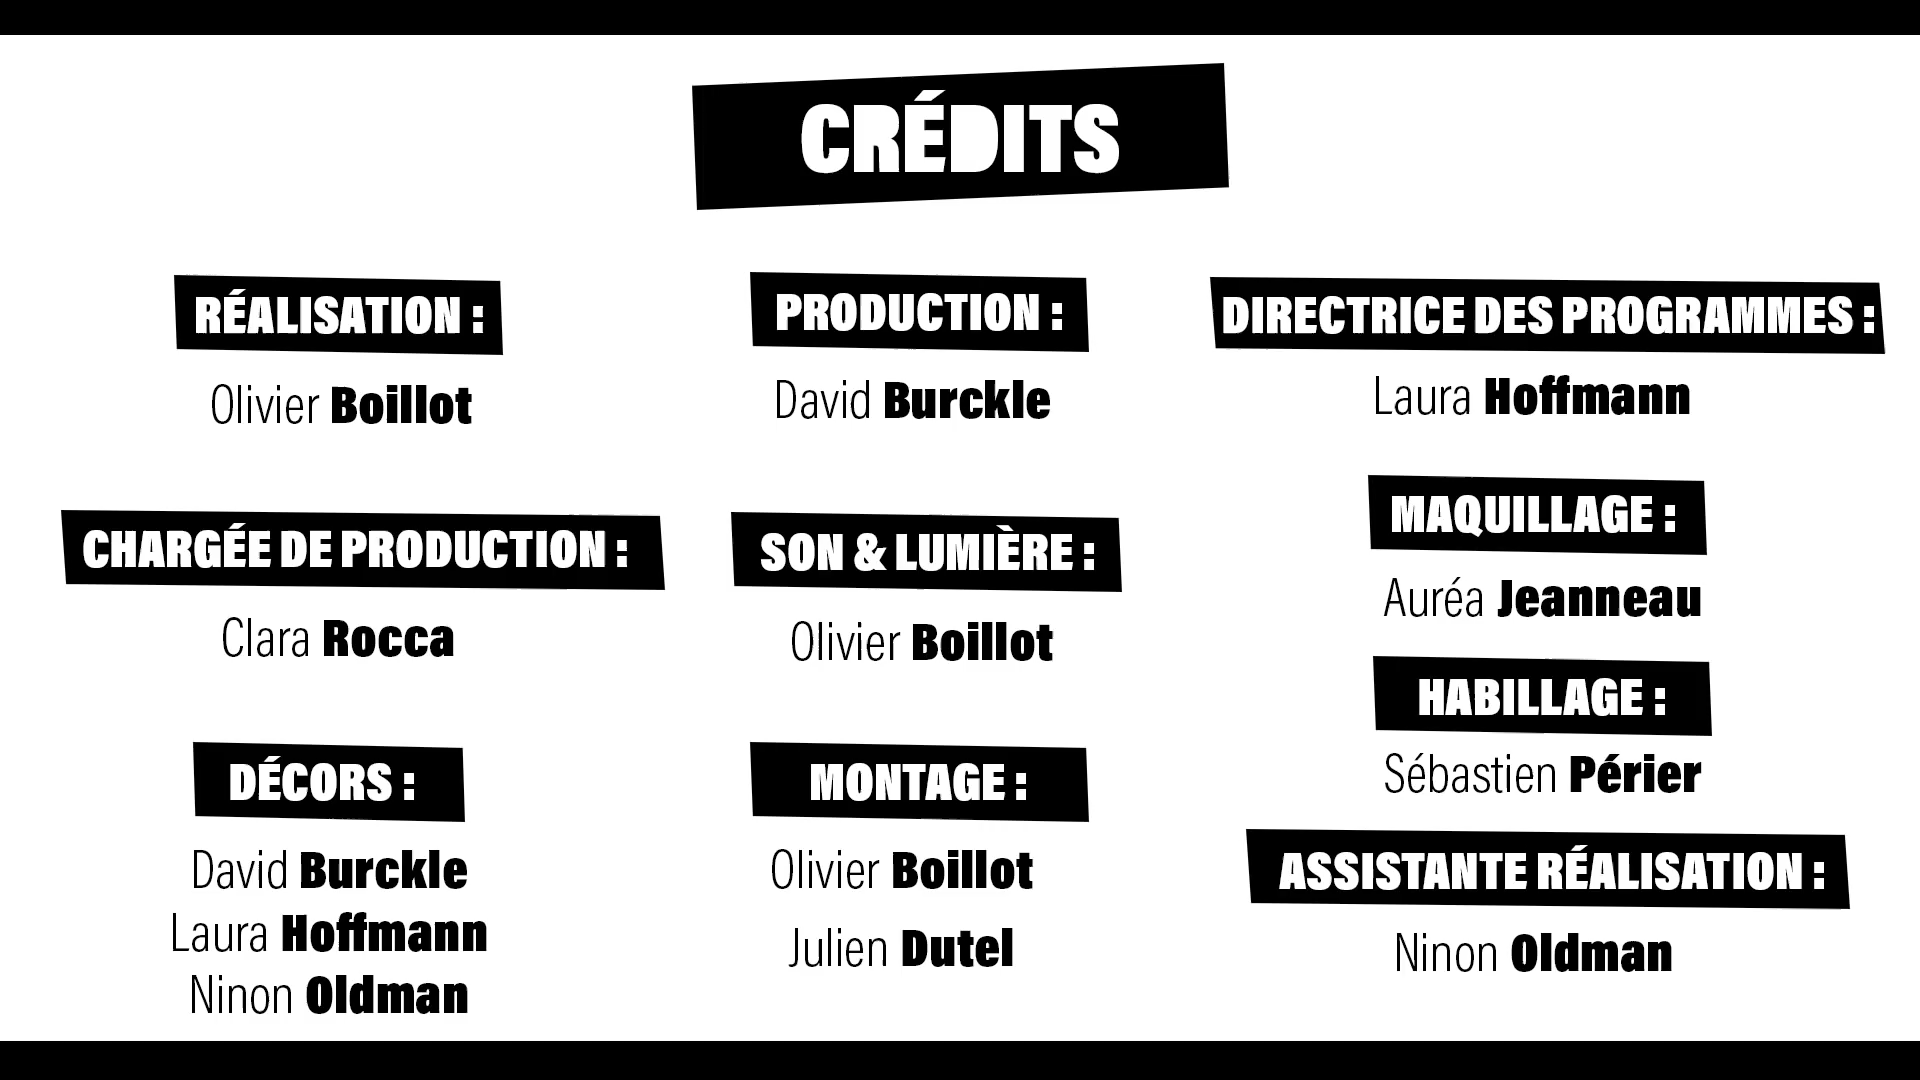 CRÉDITS
RÉALISATION :
Olivier Boillot
PRODUCTION :
David Burckle
DIRECTRICE DES PROGRAMMES :
Laura Hoffmann
CHARGÉE DE PRODUCTION :
Clara Rocca
SON & LUMIÈRE :
Olivier Boillot
MAQUILLAGE :
Auréa Jeanneau
HABILLAGE :
Sébastien Périer
DÉCORS :
David Burckle
Laura Hoffmann
Ninon Oldman
MONTAGE :
Olivier Boillot
Julien Dutel
ASSISTANTE RÉALISATION :
Ninon Oldman